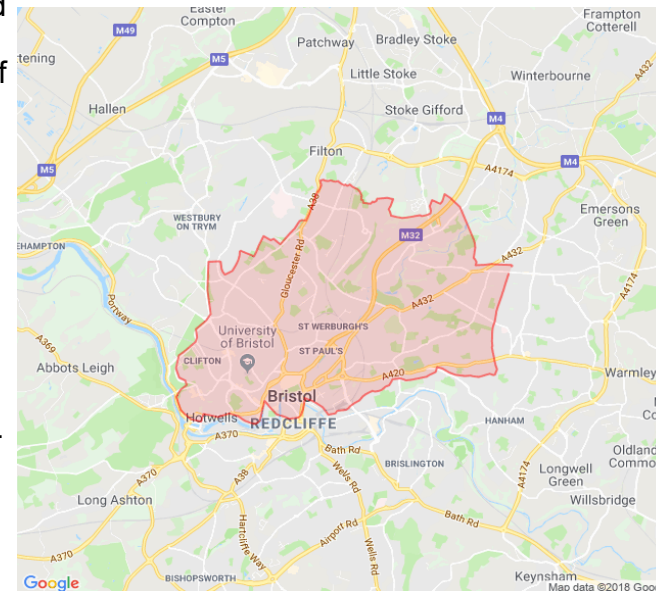 d
Easter
Compton
Frampton
Cotterell
M49
Patchway
Bradley Stoke
M5
A432
tening
f
Little Stoke
Winterbourne
Hallen
Stoke Gifford
M4
Filton
M4
A4174
M5
A38
Emersons
Green
WESTBURY
ON TRYM
M32
EHAMPTON
A432
Gloucester Rd
A4174
Portway
A432
University
of Bristol
ST WERBURGH'S
A369
ST PAUL'S
CLIFTON
Abbots Leigh
A420
Warmley
Bristol
Hotwells
REDCLIFFE
HANHAM
A370
Bath Rd
Oldland
Commo
BRISLINGTON
Wells Rd
A4174
Longwell
Green
A370
A38
Long Ashton
Willsbridge
Bath Rd
Airport Rd
Hartcliffe Way
Wells Rd
A370
BISHOPSWORTH
Keynsham
Google
Map data ©2018 Goo